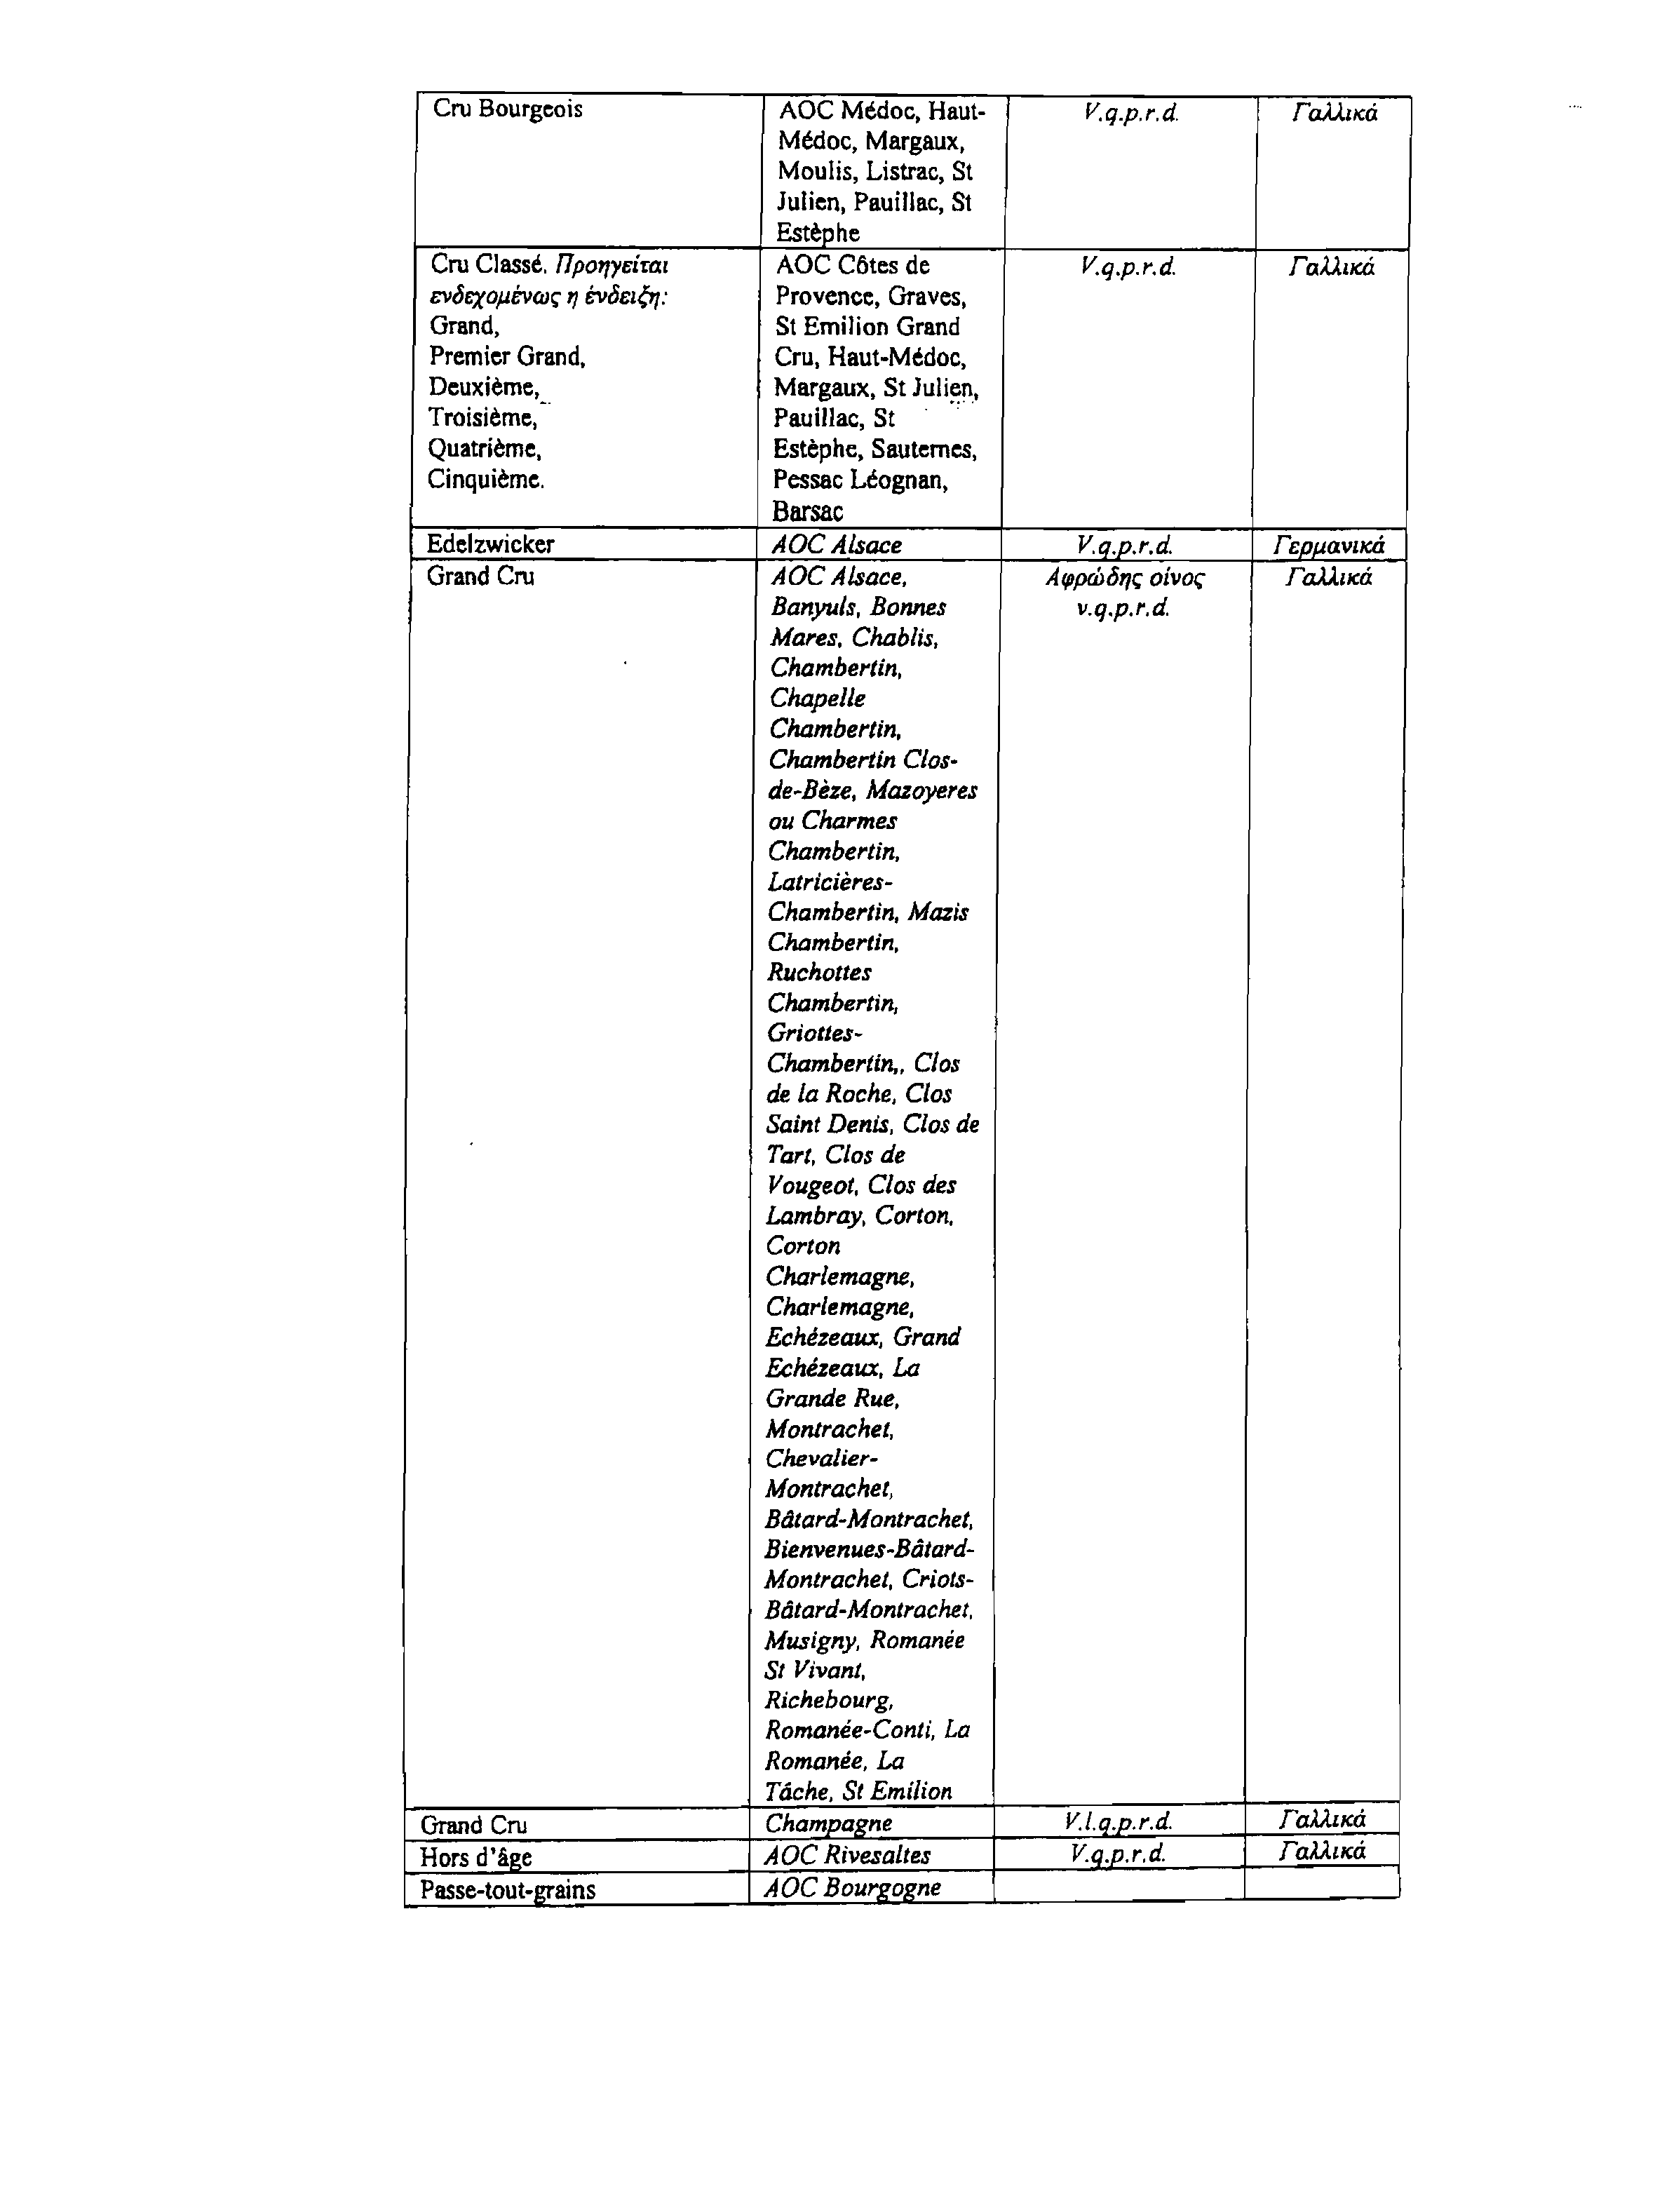 Cru Bourgeois
AOC Médoc, Haut-
Médoc, Margaux,
Moulis, Listrac, St
Julien, Pauillac, St
Estèphe
V.q.p.r.d.
Γαλλικά
Cru Classé. Προηγείται
ενδεχομένως η ένδειξη:
Grand,
Premier Grand,
Deuxième,
Troisième,
Quatrième,
Cinquième.
AOC Côtes de
Provence, Graves,
St Emilion Grand
Cru, Haut-Médoc,
Margaux, St Julien,
Pauillac, St
Estèphe, Sauternes,
Pessac Léognan,
Barsac
V.q.p.r.d.
Γαλλικά
Edelzwicker
AOC Alsace
V.q.p.r.d.
Γερμανικά
Grand Cru
AOC Alsace,
Banyuls, Bonnes
Mares, Chablis,
Chambertin,
Chapelle
Chambertin,
Chambertin Clos-
de-Bèze, Mazoyeres
ou Charmes
Chambertin,
Latricières-
Chambertin, Mazis
Chambertin,
Ruchottes
Chambertin,
Griottes-
Chambertin,, Clos
de la Roche, Clos
Saint Denis, Clos de
Tart, Clos de
Vougeot, Clos des
Lambray, Corton,
Corton
Charlemagne,
Charlemagne,
Echézeaux, Grand
Echézeaux, La
Grande Rue,
Montrachet,
Chevalier-
Montrachet,
Bâtard-Montrachet,
Bienvenues-Bâtard-
Montrachet, Criots-
Bâtard-Montrachet,
Musigny, Romanée
St Vivant,
Richebourg,
Romanée-Conti, La
Romanée, La
Tâche, St Emilion
Αφρώδης οίνος
v.q.p.r.d.
Γαλλικά
Grand Cru
Champagne
V.l.q.p.r.d.
Γαλλικά
Hors d'âge
AOC Rivesaltes
V.q.p.r.d.
Γαλλικά
Passe-tout-grains
AOC Bourgogne